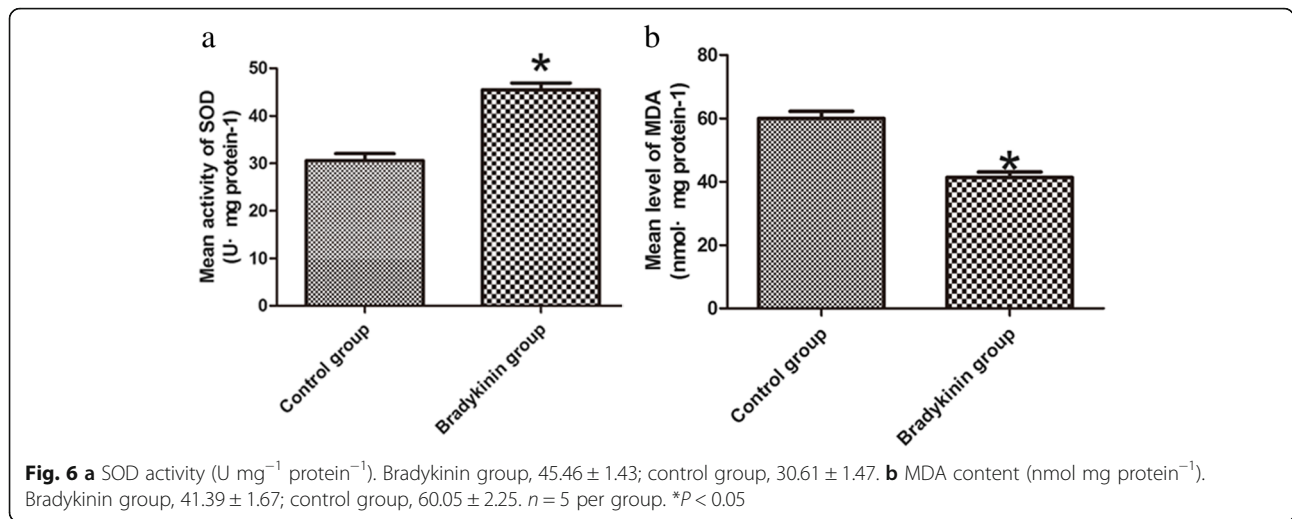 a
50
40
30
20
10
0
Mean activity of SOD
(U· mg protein-1)
*
Control group
Bradykinin group
b
80
60
40
20
0
Mean level of MDA
(nmol· mg protein-1)
*
Control group
Bradykinin group
Fig. 6 a SOD activity (U mg⁻¹ protein⁻¹). Bradykinin group, 45.46 ± 1.43; control group, 30.61 ± 1.47. b MDA content (nmol mg protein⁻¹).
Bradykinin group, 41.39 ± 1.67; control group, 60.05 ± 2.25. n = 5 per group. *P < 0.05